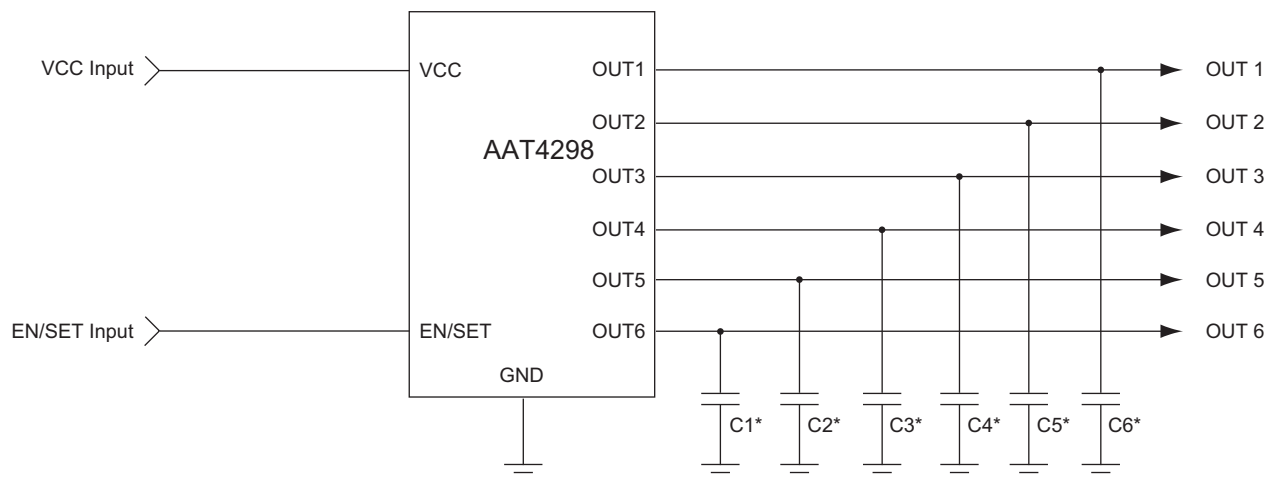 VCC Input
VCC
OUT1
OUT 1
OUT2
OUT 2
AAT4298
OUT3
OUT 3
OUT4
OUT 4
OUT5
OUT 5
EN/SET Input
EN/SET
OUT6
OUT 6
GND
C1*
C2*
C3*
C4*
C5*
C6*